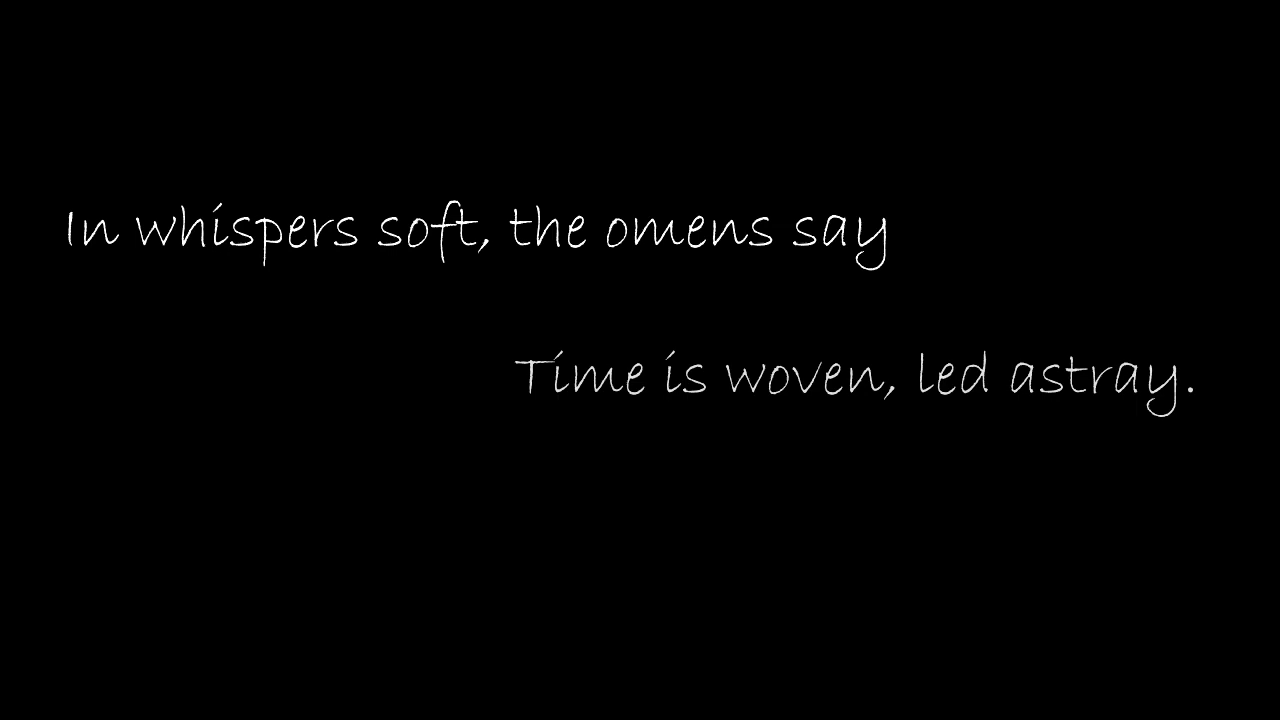 In whispers soft, the omens say
Time is woven, led astray.